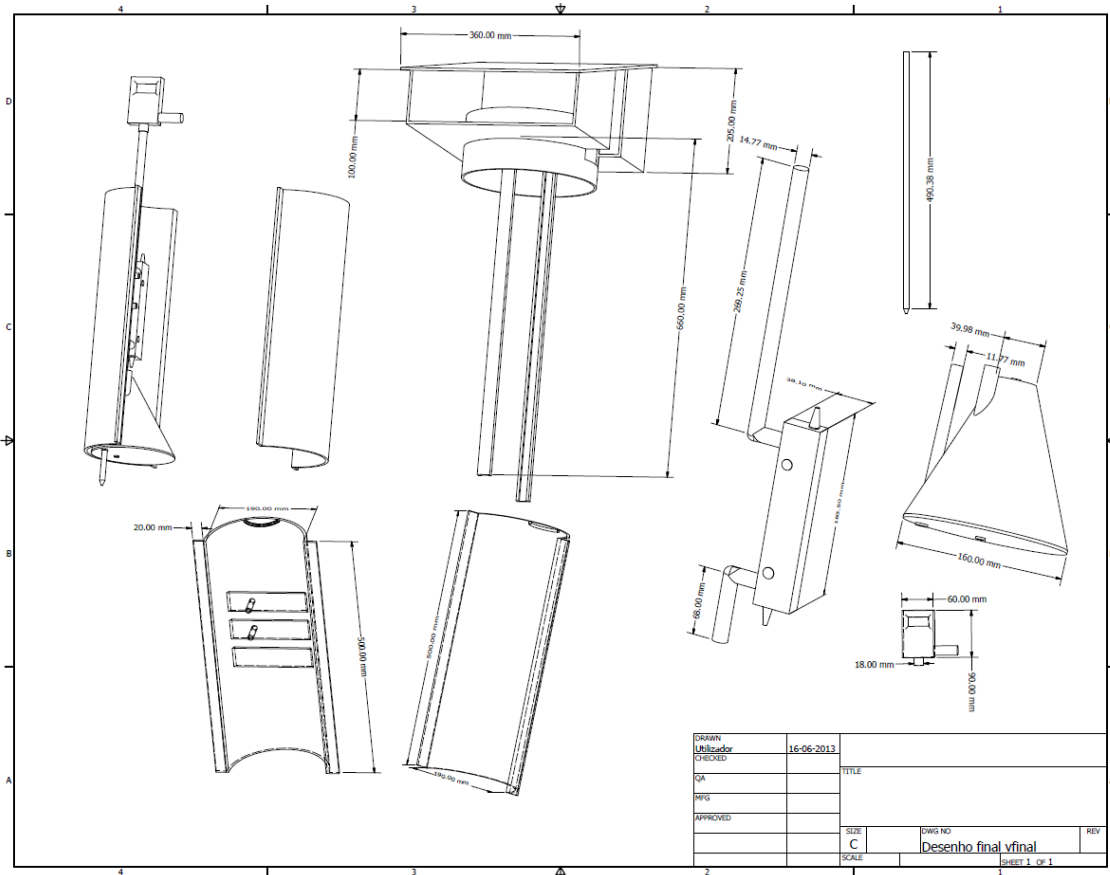 4
3
2
1
D
C
B
A
360.00 mm
100.00 mm
205.00 mm
660.00 mm
14.77 mm
269.25 mm
490.38 mm
39.98 mm
11.77 mm
160.00 mm
190.00 mm
20.00 mm
500.00 mm
500.00 mm
190.00 mm
68.00 mm
60.00 mm
18.00 mm
90.00 mm
DRAWN
Utilizador 16-06-2013
CHECKED
QA
MFG
APPROVED
TITLE
SIZE DWG NO REV
C Desenho final vfinal
SCALE SHEET 1 OF 1
4
3
2
1